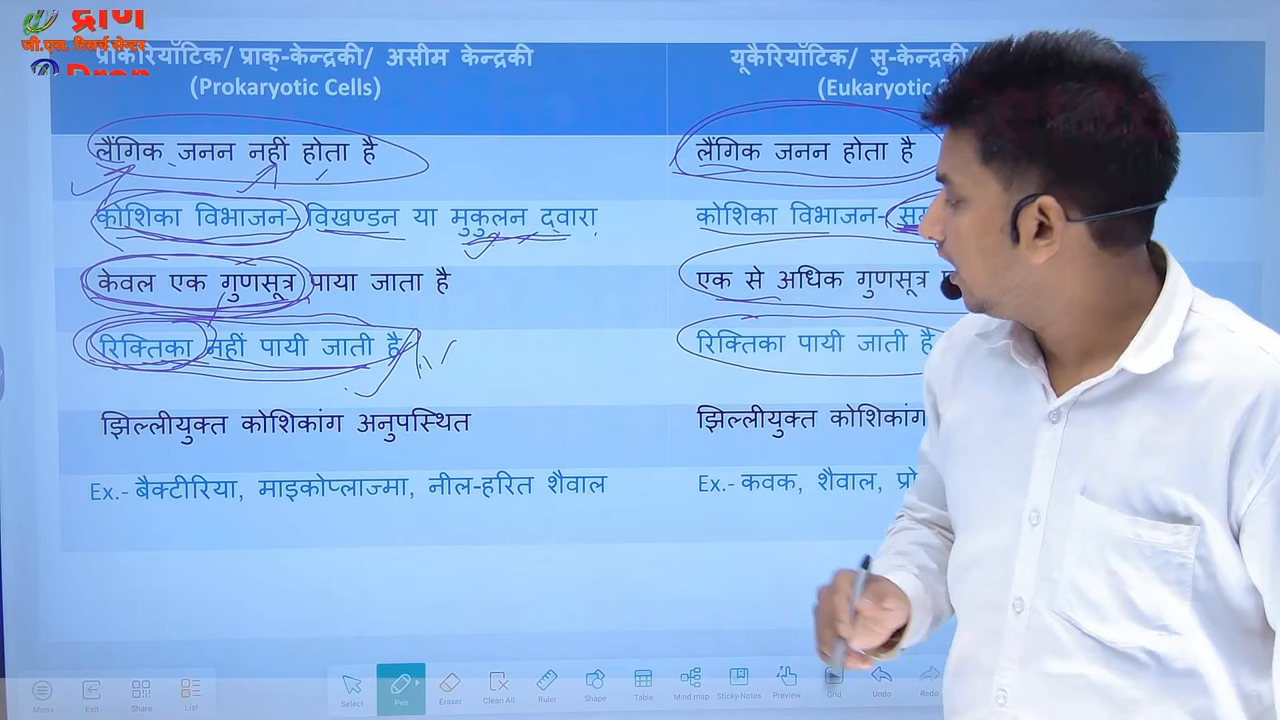 द्रोण
जी.एस. रिसर्च सेन्टर
Dron
प्रोकैरियॉटिक/ प्राक्-केन्द्रकी/ असीम केन्द्रकी
(Prokaryotic Cells)
यूकैरियॉटिक/ सु-केन्द्रकी/
(Eukaryotic
लैंगिक जनन नहीं होता है
लैंगिक जनन होता है
कोशिका विभाजन- विखण्डन या मुकुलन द्वारा
कोशिका विभाजन-
केवल एक गुणसूत्र पाया जाता है
एक से अधिक गुणसूत्र
रिक्तिका नहीं पायी जाती है
रिक्तिका पायी जाती है
झिल्लीयुक्त कोशिकांग अनुपस्थित
झिल्लीयुक्त कोशिकांग
Ex.- बैक्टीरिया, माइकोप्लाज्मा, नील-हरित शैवाल
Ex.- कवक, शैवाल,
Menu Exit Share List Select Pen Eraser Clean All Ruler Shape Table Mind map Sticky-Notes Preview Grid Undo Redo